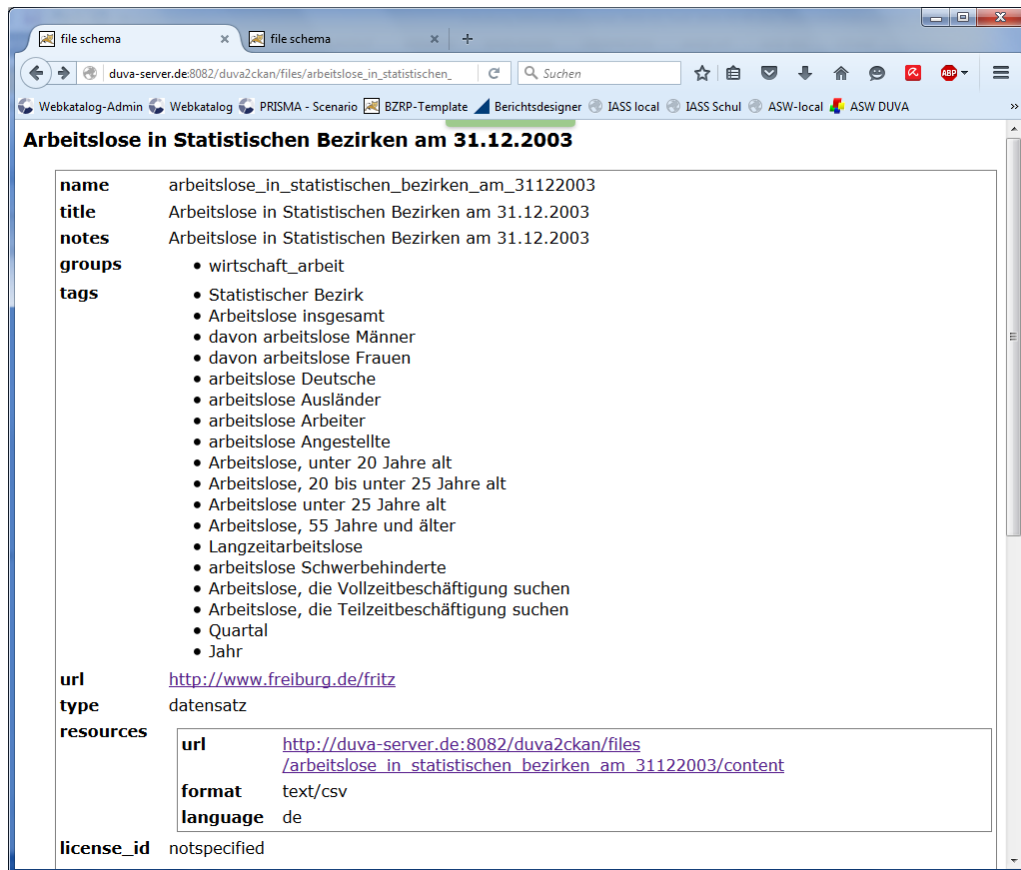 file schema
file schema
duva-server.de:8082/duva2ckan/files/arbeitslose_in_statistischen_
Suchen
ABP
Webkatalog-Admin Webkatalog PRISMA - Scenario BZRP-Template Berichtsdesigner IASS local IASS Schul ASW-local ASW DUVA »
Arbeitslose in Statistischen Bezirken am 31.12.2003
name arbeitslose_in_statistischen_bezirken_am_31122003
title Arbeitslose in Statistischen Bezirken am 31.12.2003
notes Arbeitslose in Statistischen Bezirken am 31.12.2003
groups • wirtschaft_arbeit
tags • Statistischer Bezirk
• Arbeitslose insgesamt
• davon arbeitslose Männer
• davon arbeitslose Frauen
• arbeitslose Deutsche
• arbeitslose Ausländer
• arbeitslose Arbeiter
• arbeitslose Angestellte
• Arbeitslose, unter 20 Jahre alt
• Arbeitslose, 20 bis unter 25 Jahre alt
• Arbeitslose unter 25 Jahre alt
• Arbeitslose, 55 Jahre und älter
• Langzeitarbeitslose
• arbeitslose Schwerbehinderte
• Arbeitslose, die Vollzeitbeschäftigung suchen
• Arbeitslose, die Teilzeitbeschäftigung suchen
• Quartal
• Jahr
url http://www.freiburg.de/fritz
type datensatz
resources
url http://duva-server.de:8082/duva2ckan/files
/arbeitslose_in_statistischen_bezirken_am_31122003/content
format text/csv
language de
license_id notspecified